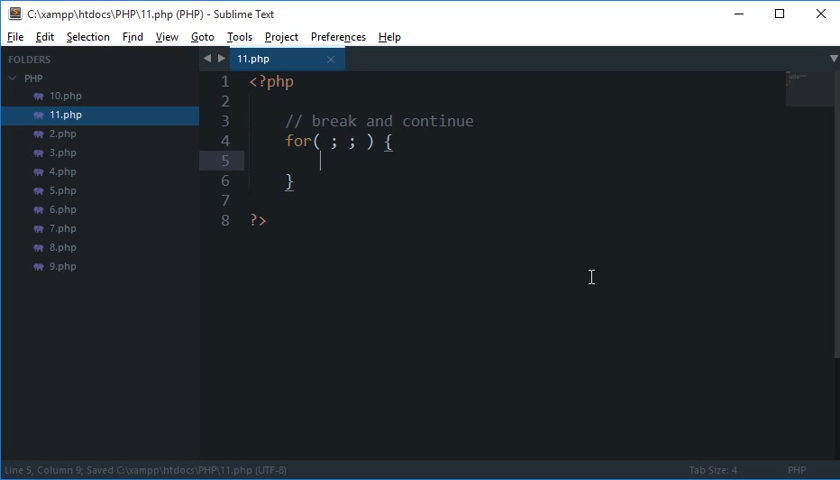 C:\xampp\htdocs\PHP\11.php (PHP) - Sublime Text
File Edit Selection Find View Goto Tools Project Preferences Help
FOLDERS
PHP
10.php
11.php
2.php
3.php
4.php
5.php
6.php
7.php
8.php
9.php
11.php
1 <?php
2
3 // break and continue
4 for( ; ; ) {
5
6 }
7
8 ?>
Line 5, Column 9; Saved C:\xampp\htdocs\PHP\11.php (UTF-8) Tab Size: 4 PHP